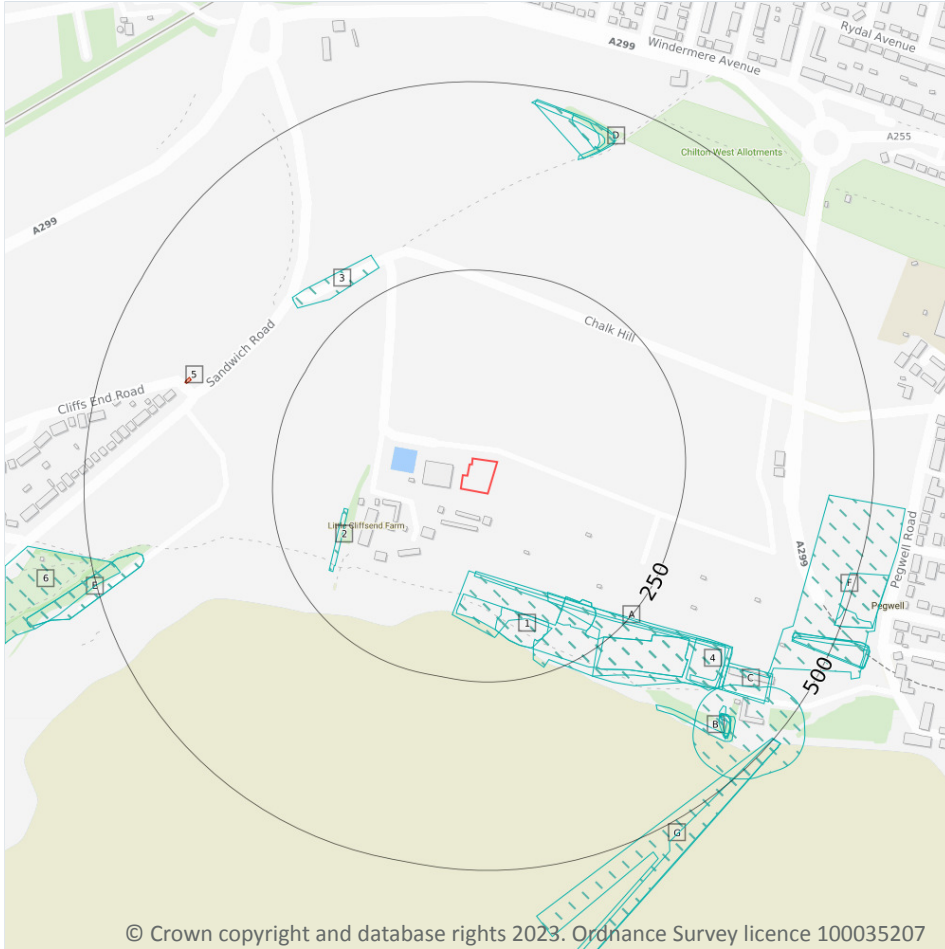 Rydal Avenue
A299
Windermere Avenue
D
A255
Chilton West Allotments
A299
3
Chalk Hill
5
Sandwich Road
Cliffs End Road
Little Cliffsend Farm
2
A299
Pegwell Road
250
6
E
F
A
Pegwell
1
4
C
500
B
G
© Crown copyright and database rights 2023. Ordnance Survey licence 100035207